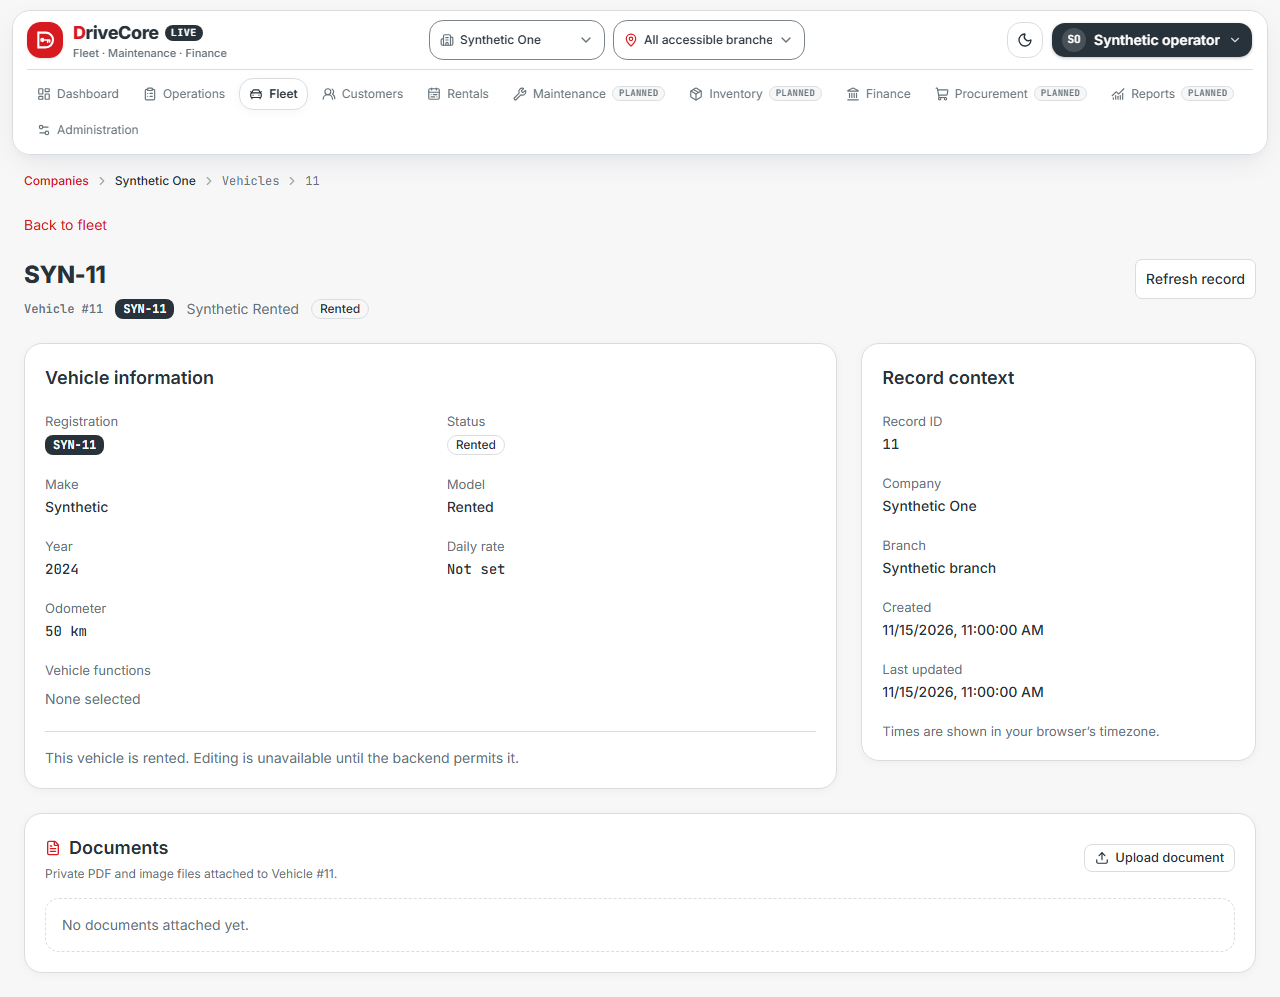 DriveCore LIVE
Fleet · Maintenance · Finance
Synthetic One
All accessible branche
SO Synthetic operator
Dashboard
Operations
Fleet
Customers
Rentals
Maintenance PLANNED
Inventory PLANNED
Finance
Procurement PLANNED
Reports PLANNED
Administration
Companies > Synthetic One > Vehicles > 11
Back to fleet
SYN-11
Refresh record
Vehicle #11 SYN-11 Synthetic Rented Rented
Vehicle information
Registration
SYN-11
Status
Rented
Make
Synthetic
Model
Rented
Year
2024
Daily rate
Not set
Odometer
50 km
Vehicle functions
None selected
This vehicle is rented. Editing is unavailable until the backend permits it.
Record context
Record ID
11
Company
Synthetic One
Branch
Synthetic branch
Created
11/15/2026, 11:00:00 AM
Last updated
11/15/2026, 11:00:00 AM
Times are shown in your browser’s timezone.
Documents
Private PDF and image files attached to Vehicle #11.
Upload document
No documents attached yet.